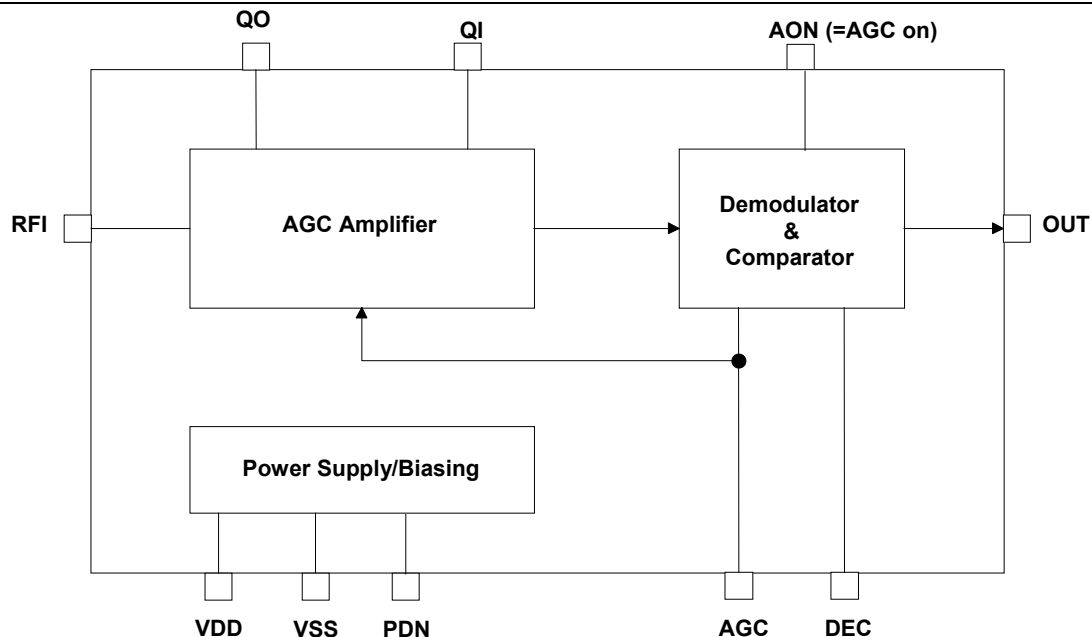 QO
QI
AON (=AGC on)
RFI
AGC Amplifier
Demodulator
&
Comparator
OUT
Power Supply/Biasing
VDD
VSS
PDN
AGC
DEC